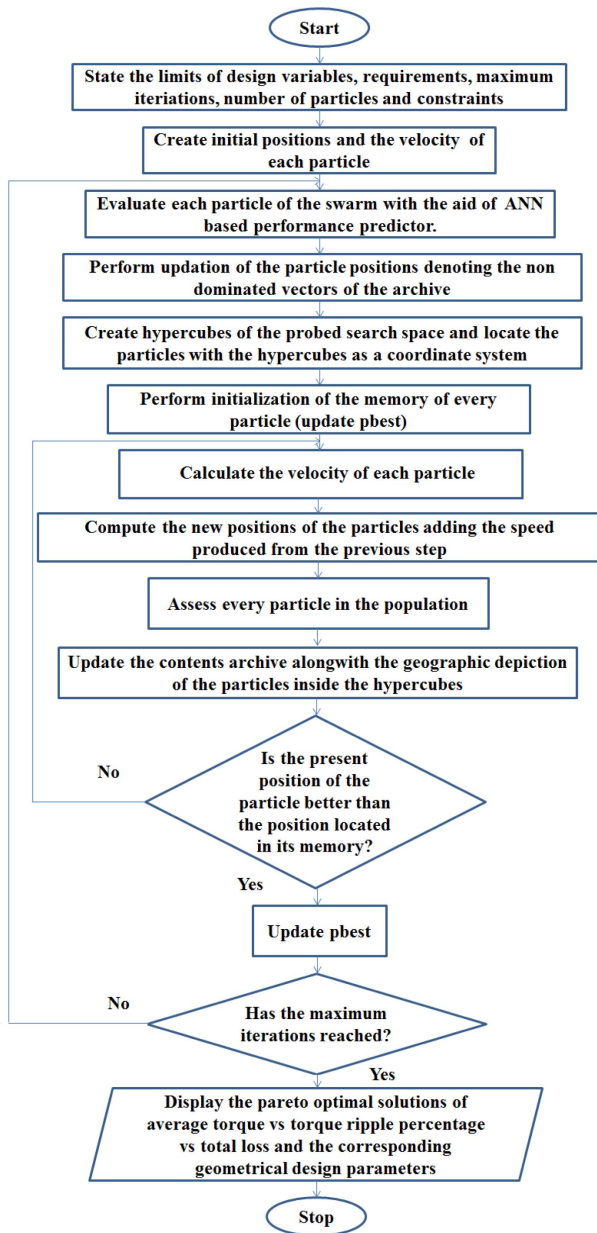 Start
State the limits of design variables, requirements, maximum
iteriations, number of particles and constraints
Create initial positions and the velocity of
each particle
Evaluate each particle of the swarm with the aid of ANN
based performance predictor.
Perform updation of the particle positions denoting the non
dominated vectors of the archive
Create hypercubes of the probed search space and locate the
particles with the hypercubes as a coordinate system
Perform initialization of the memory of every
particle (update pbest)
Calculate the velocity of each particle
Compute the new positions of the particles adding the speed
produced from the previous step
Assess every particle in the population
Update the contents archive alongwith the geographic depiction
of the particles inside the hypercubes
No
Is the present
position of the
particle better than
the position located
in its memory?
Yes
Update pbest
No
Has the maximum
iterations reached?
Yes
Display the pareto optimal solutions of
average torque vs torque ripple percentage
vs total loss and the corresponding
geometrical design parameters
Stop